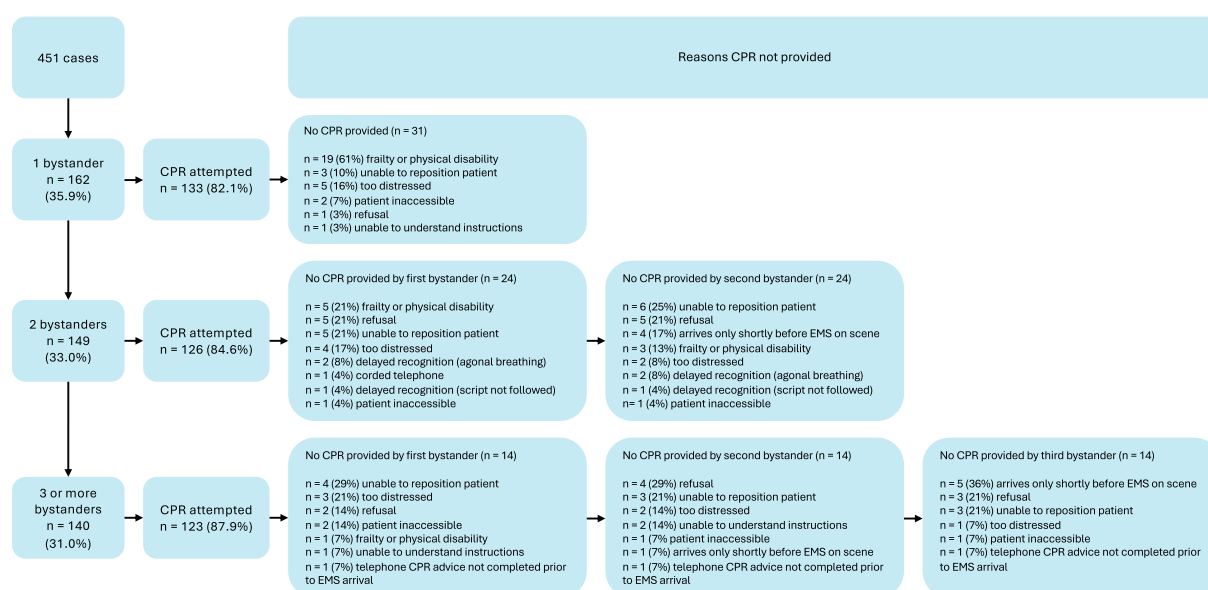 451 cases
Reasons CPR not provided
1 bystander
n = 162
(35.9%)
CPR attempted
n = 133 (82.1%)
No CPR provided (n = 31)
n = 19 (61%) frailty or physical disability
n = 3 (10%) unable to reposition patient
n = 5 (16%) too distressed
n = 2 (7%) patient inaccessible
n = 1 (3%) refusal
n = 1 (3%) unable to understand instructions
2 bystanders
n = 149
(33.0%)
CPR attempted
n = 126 (84.6%)
No CPR provided by first bystander (n = 24)
n = 5 (21%) frailty or physical disability
n = 5 (21%) refusal
n = 5 (21%) unable to reposition patient
n = 4 (17%) too distressed
n = 2 (8%) delayed recognition (agonal breathing)
n = 1 (4%) corded telephone
n = 1 (4%) delayed recognition (script not followed)
n = 1 (4%) patient inaccessible
No CPR provided by second bystander (n = 24)
n = 6 (25%) unable to reposition patient
n = 5 (21%) refusal
n = 4 (17%) arrives only shortly before EMS on scene
n = 3 (13%) frailty or physical disability
n = 2 (8%) too distressed
n = 2 (8%) delayed recognition (agonal breathing)
n = 1 (4%) delayed recognition (script not followed)
n= 1 (4%) patient inaccessible
3 or more
bystanders
n = 140
(31.0%)
CPR attempted
n = 123 (87.9%)
No CPR provided by first bystander (n = 14)
n = 4 (29%) unable to reposition patient
n = 3 (21%) too distressed
n = 2 (14%) refusal
n = 2 (14%) patient inaccessible
n = 1 (7%) frailty or physical disability
n = 1 (7%) unable to understand instructions
n = 1 (7%) telephone CPR advice not completed prior
to EMS arrival
No CPR provided by second bystander (n = 14)
n = 4 (29%) refusal
n = 3 (21%) unable to reposition patient
n = 2 (14%) too distressed
n = 2 (14%) unable to understand instructions
n = 1 (7% patient inaccessible
n = 1 (7%) arrives only shortly before EMS on scene
n = 1 (7%) telephone CPR advice not completed prior
to EMS arrival
No CPR provided by third bystander (n = 14)
n = 5 (36%) arrives only shortly before EMS on scene
n = 3 (21%) refusal
n = 3 (21%) unable to reposition patient
n = 1 (7%) too distressed
n = 1 (7%) patient inaccessible
n = 1 (7%) telephone CPR advice not completed prior
to EMS arrival